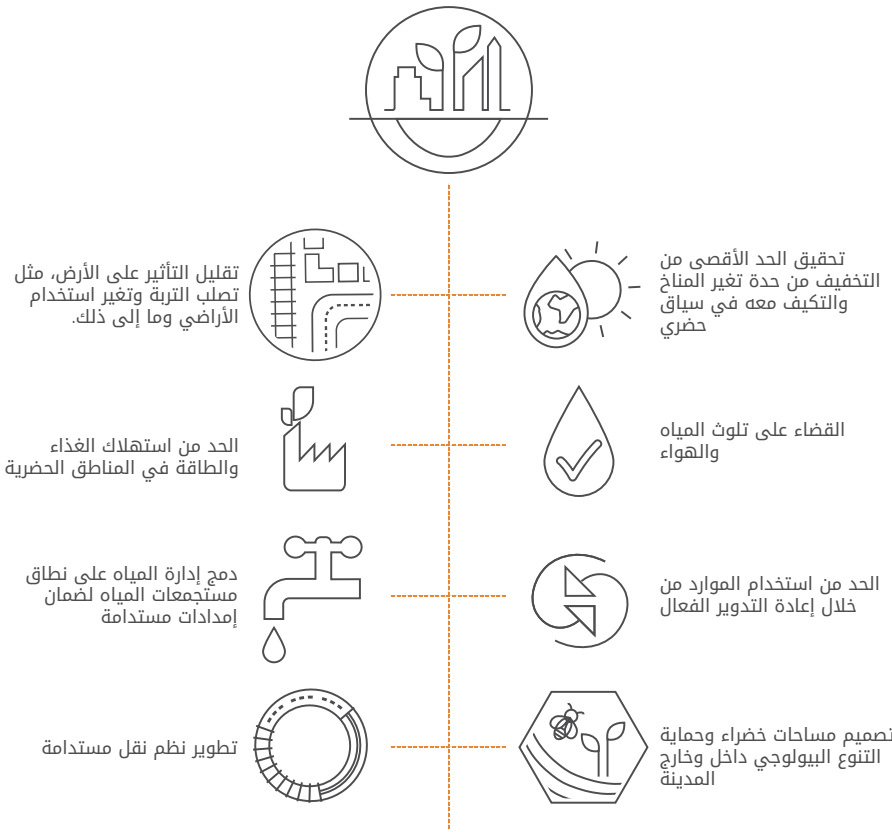 تحقيق الحد الأقصى من
التخفيف من حدة تغير المناخ
والتكيف معه في سياق
حضري
تقليل التأثير على الأرض، مثل
تصلب التربة وتغير استخدام
الأراضي وما إلى ذلك.
القضاء على تلوث المياه
والهواء
الحد من استهلاك الغذاء
والطاقة في المناطق الحضرية
الحد من استخدام الموارد من
خلال إعادة التدوير الفعال
دمج إدارة المياه على نطاق
مستجمعات المياه لضمان
إمدادات مستدامة
تصميم مساحات خضراء وحماية
التنوع البيولوجي داخل وخارج
المدينة
تطوير نظم نقل مستدامة